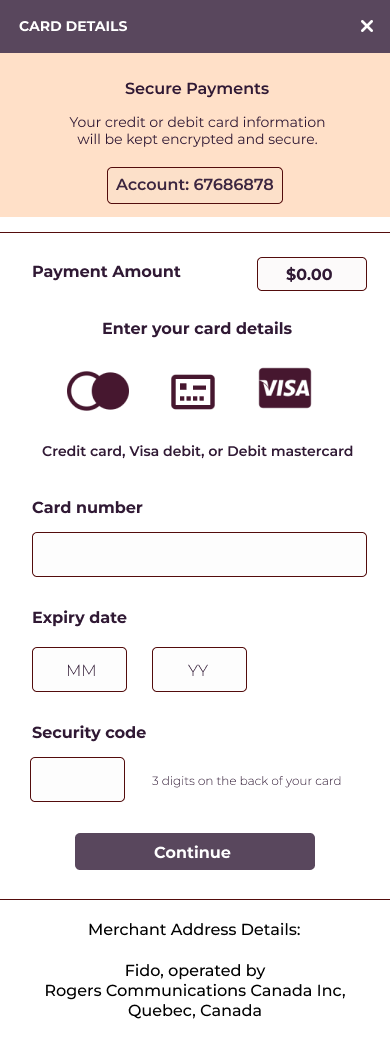 CARD DETAILS
Secure Payments
Your credit or debit card information
will be kept encrypted and secure.
Account: 67686878
Payment Amount
$0.00
Enter your card details
VISA
Credit card, Visa debit, or Debit mastercard
Card number
Expiry date
MM YY
Security code
3 digits on the back of your card
Continue
Merchant Address Details:
Fido, operated by
Rogers Communications Canada Inc,
Quebec, Canada